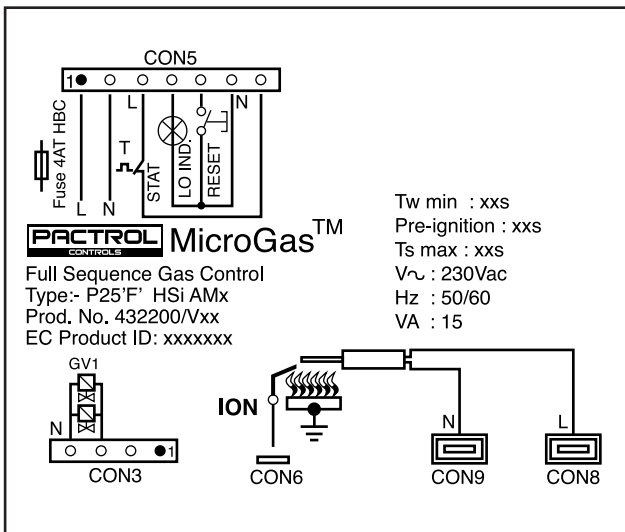 CON5
1
L
N
Fuse 4AT HBC
T
STAT
LO IND.
RESET
L
N
PACTROL
CONTROLS
MicroGas™
Full Sequence Gas Control
Type:- P25'F' HSi AMx
Prod. No. 432200/Vxx
EC Product ID: xxxxxxx
Tw min : xxs
Pre-ignition : xxs
Ts max : xxs
V∿ : 230Vac
Hz : 50/60
VA : 15
GV1
N
1
CON3
ION
CON6
N
CON9
L
CON8